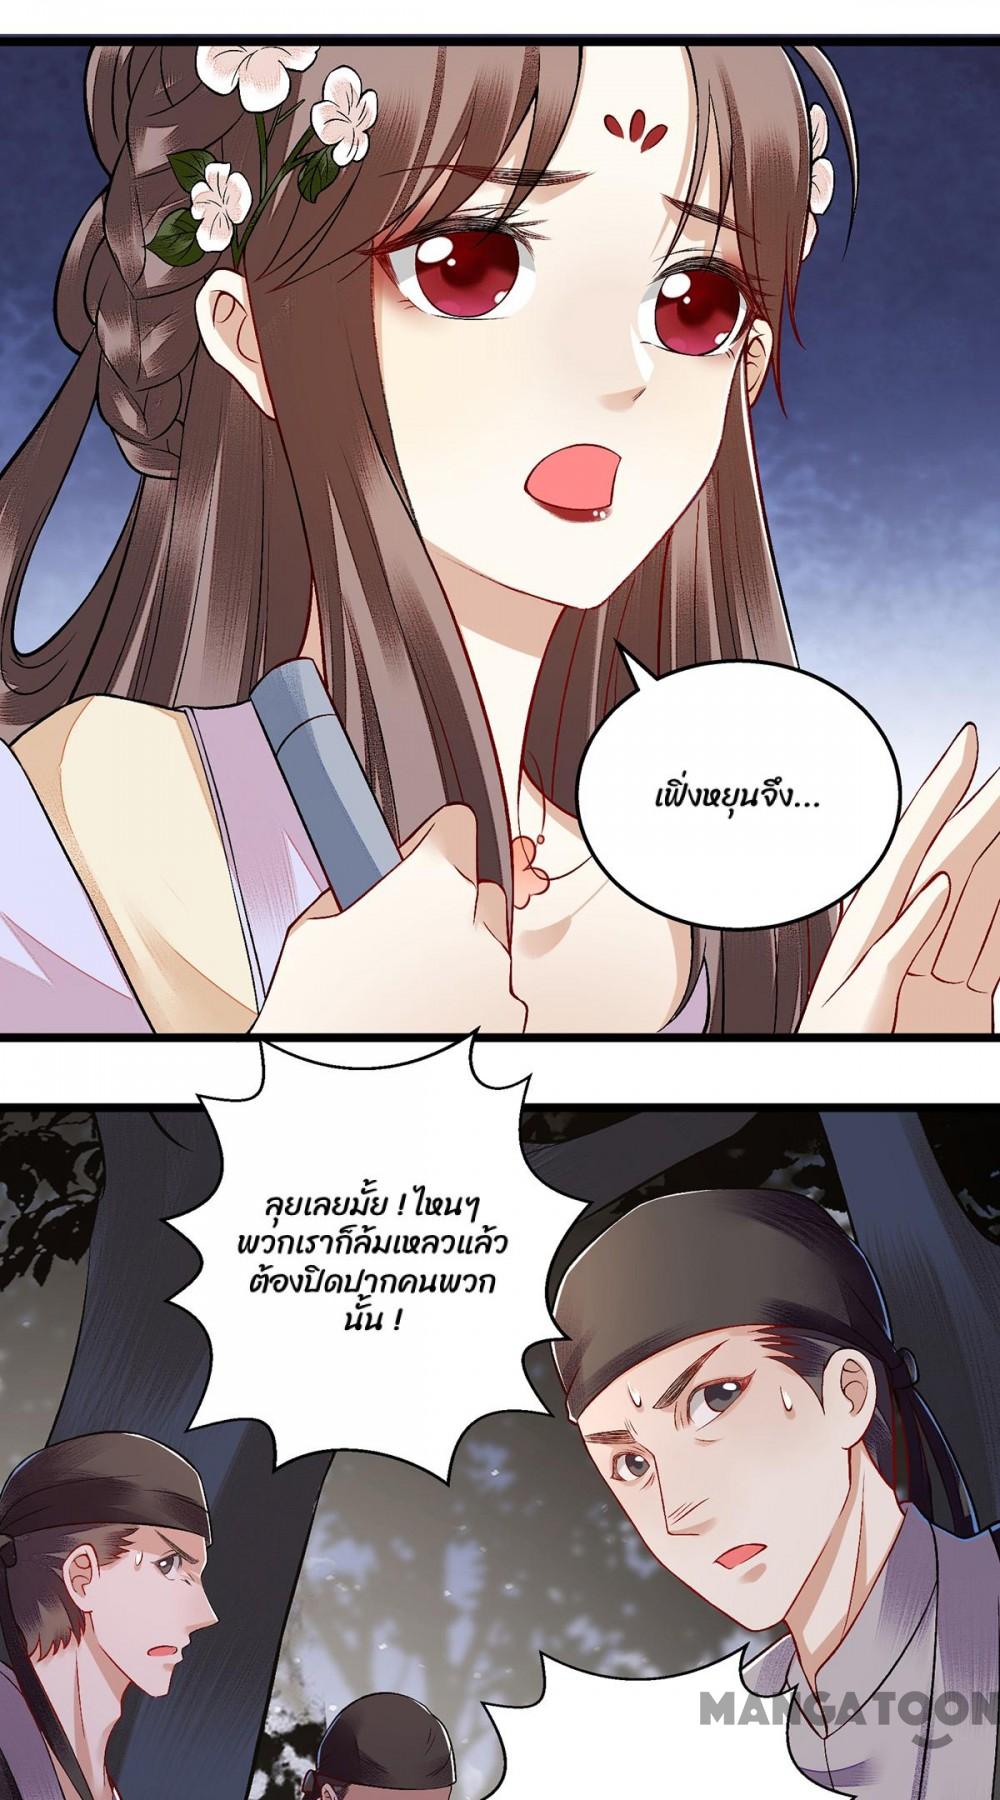 เฟิ่งหยุนจึง...
ลุยเลยมั้ย ! ไหนๆ
พวกเราก็ล้มเหลวแล้ว
ต้องปิดปากคนพวก
นั้น !
MANGATOON